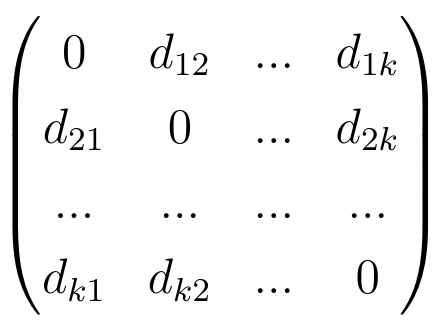 0 d₁₂ ... d₁ₖ
d₂₁ 0 ... d₂ₖ
... ... ... ...
dₖ₁ dₖ₂ ... 0